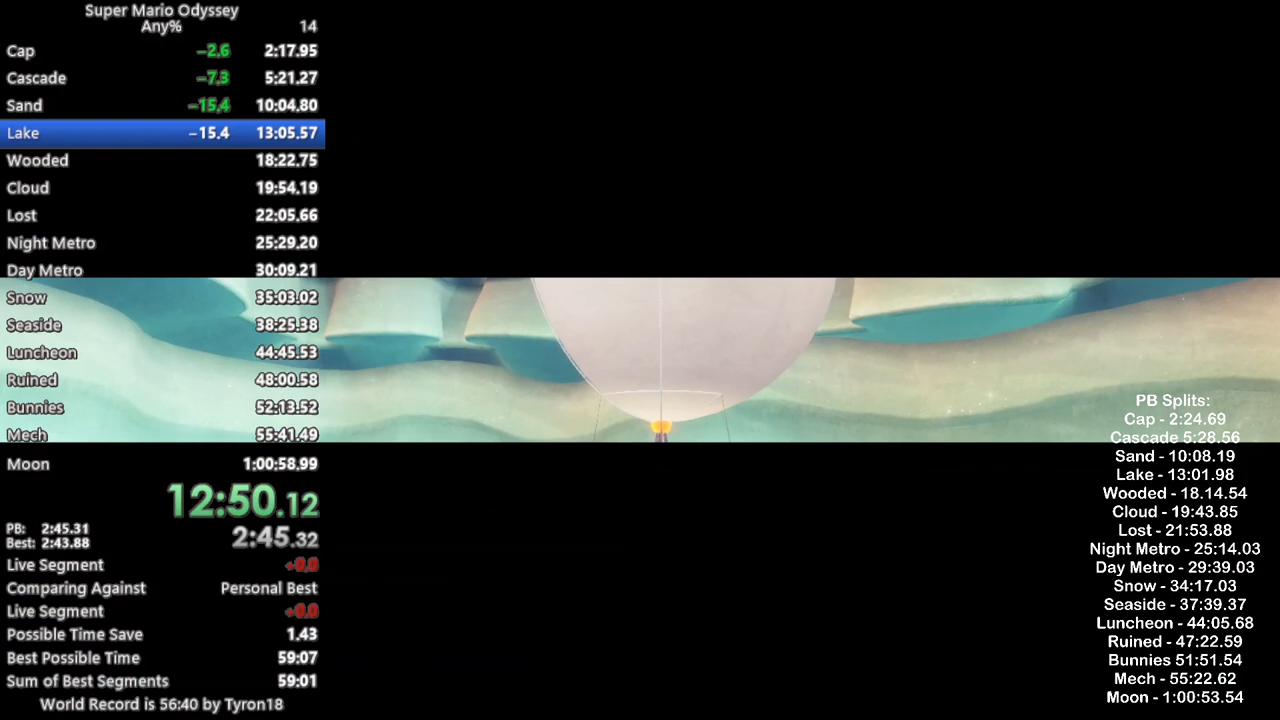 Super Mario Odyssey
Any% 14
Cap −2.6 2:17.95
Cascade −7.3 5:21.27
Sand −15.4 10:04.80
Lake −15.4 13:05.57
Wooded 18:22.75
Cloud 19:54.19
Lost 22:05.66
Night Metro 25:29.20
Day Metro 30:09.21
Snow 35:03.02
Seaside 38:25.38
Luncheon 44:45.53
Ruined 48:00.58
Bunnies 52:13.52
Mech 55:41.49
Moon 1:00:58.99
12:50.12
PB: 2:45.31
Best: 2:43.88
2:45.32
Live Segment +0.0
Comparing Against Personal Best
Live Segment +0.0
Possible Time Save 1.43
Best Possible Time 59:07
Sum of Best Segments 59:01
World Record is 56:40 by Tyron18
PB Splits:
Cap - 2:24.69
Cascade 5:28.56
Sand - 10:08.19
Lake - 13:01.98
Wooded - 18.14.54
Cloud - 19:43.85
Lost - 21:53.88
Night Metro - 25:14.03
Day Metro - 29:39.03
Snow - 34:17.03
Seaside - 37:39.37
Luncheon - 44:05.68
Ruined - 47:22.59
Bunnies 51:51.54
Mech - 55:22.62
Moon - 1:00:53.54